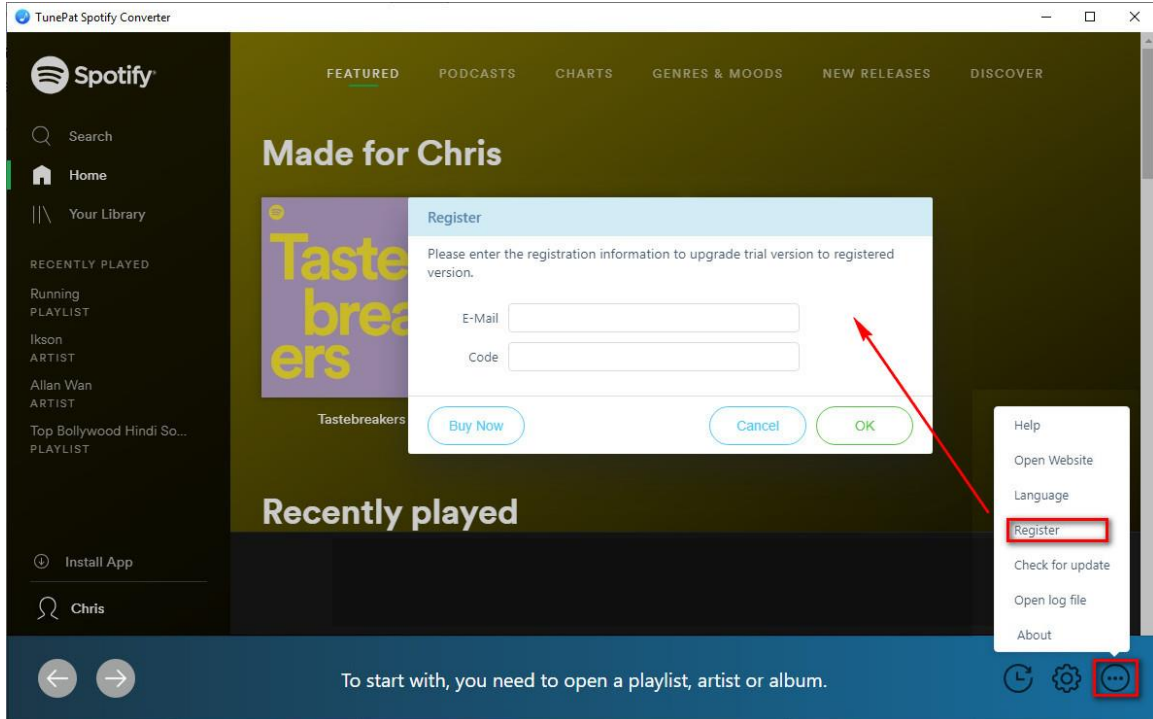 TunePat Spotify Converter
Spotify
FEATURED PODCASTS CHARTS GENRES & MOODS NEW RELEASES DISCOVER
Search
Home
Your Library
RECENTLY PLAYED
Running
PLAYLIST
Ikson
ARTIST
Allan Wan
ARTIST
Top Bollywood Hindi So...
PLAYLIST
Install App
Chris
Made for Chris
Taste
brea
ers
Tastebreakers
Recently played
Register
Please enter the registration information to upgrade trial version to registered
version.
E-Mail
Code
Buy Now Cancel OK
Help
Open Website
Language
Register
Check for update
Open log file
About
To start with, you need to open a playlist, artist or album.